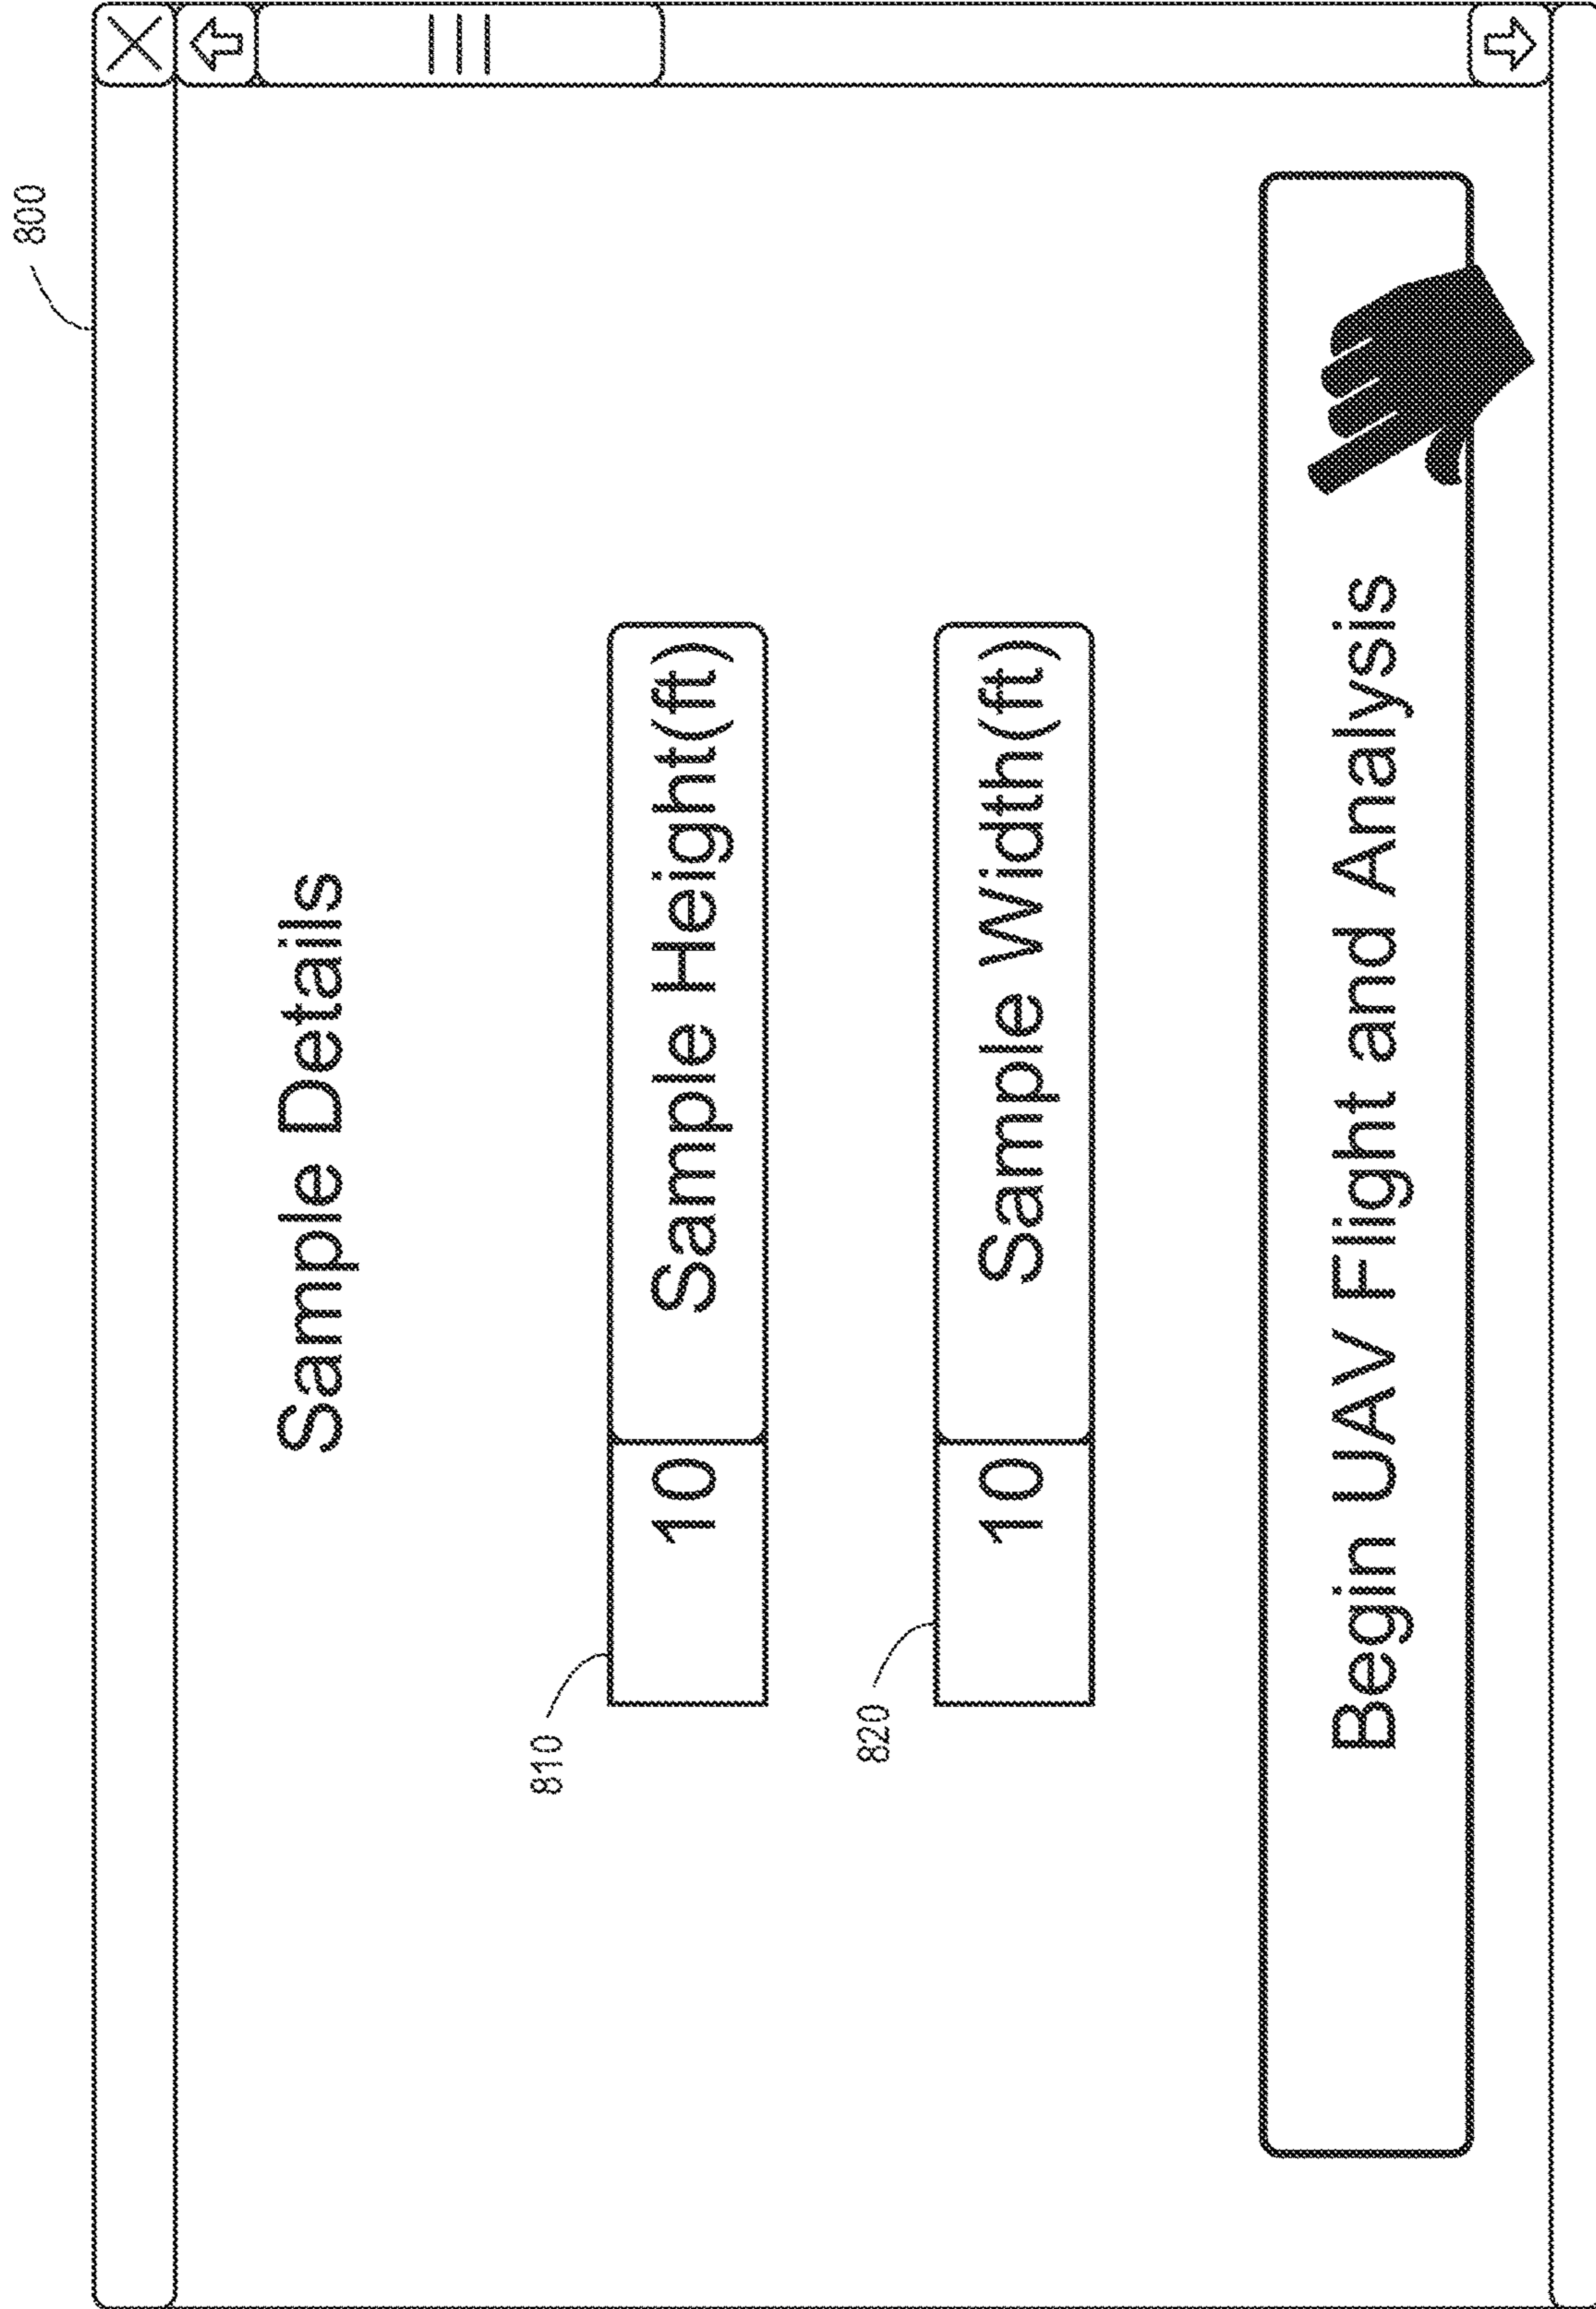 800
Sample Details
810
10 Sample Height(ft)
820
10 Sample Width(ft)
Begin UAV Flight and Analysis